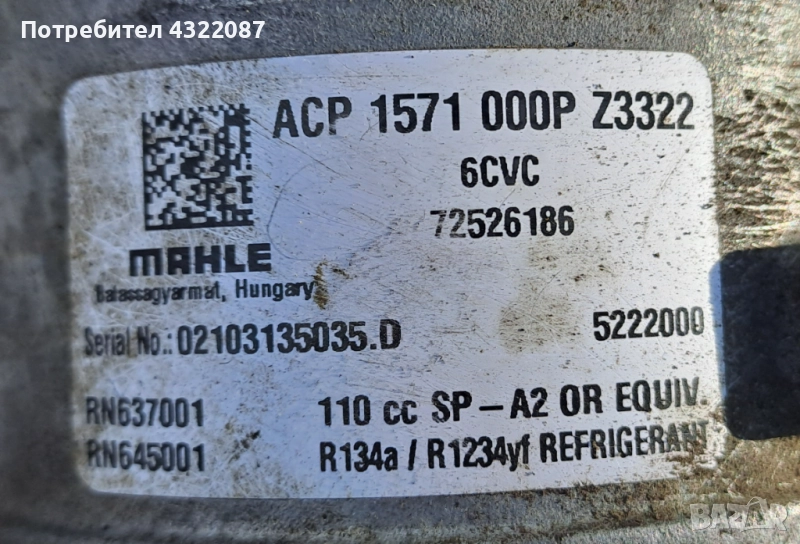 Потребител 4322087
ACP 1571 000P Z3322
6CVC
72526186
MAHLE
Balassagyarmat, Hungary
Serial No.: 02103135035.D
5222000
RN637001
110 cc SP-A2 OR EQUIV.
RN645001
R134a / R1234yf REFRIGERANT
BAZAR